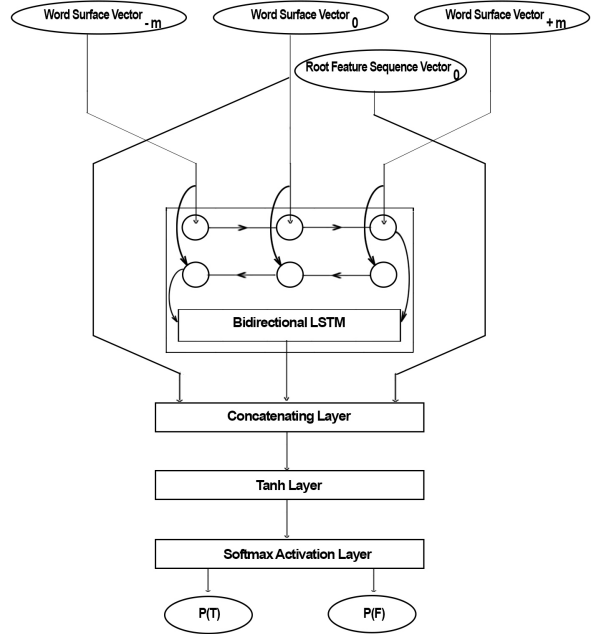 Word Surface Vector - m
Word Surface Vector 0
Word Surface Vector + m
Root Feature Sequence Vector 0
Bidirectional LSTM
Concatenating Layer
Tanh Layer
Softmax Activation Layer
P(T)
P(F)